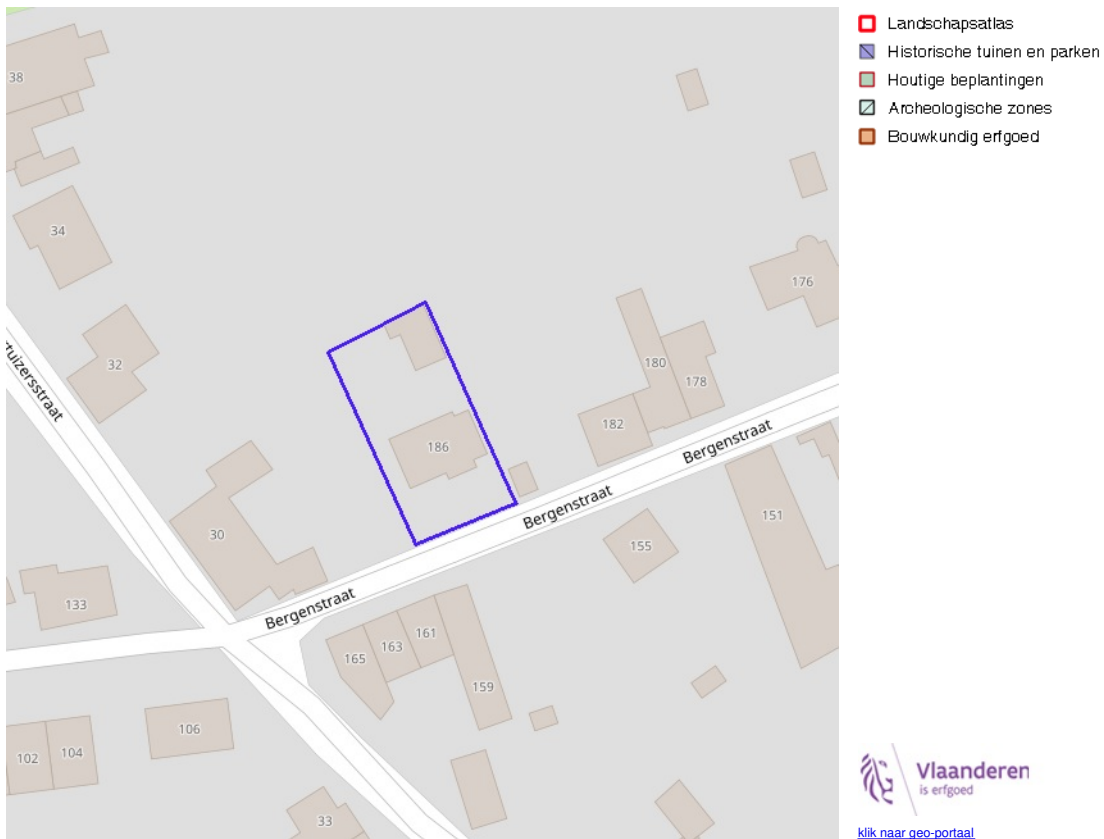 Landschapsatlas
Historische tuinen en parken
Houtige beplantingen
Archeologische zones
Bouwkundig erfgoed
38
34
32
tuizersstraat
30
186
182
180
178
176
Bergenstraat
Bergenstraat
Bergenstraat
151
155
133
165
163
161
159
106
102
104
33
Vlaanderen
is erfgoed
klik naar geo-portaal